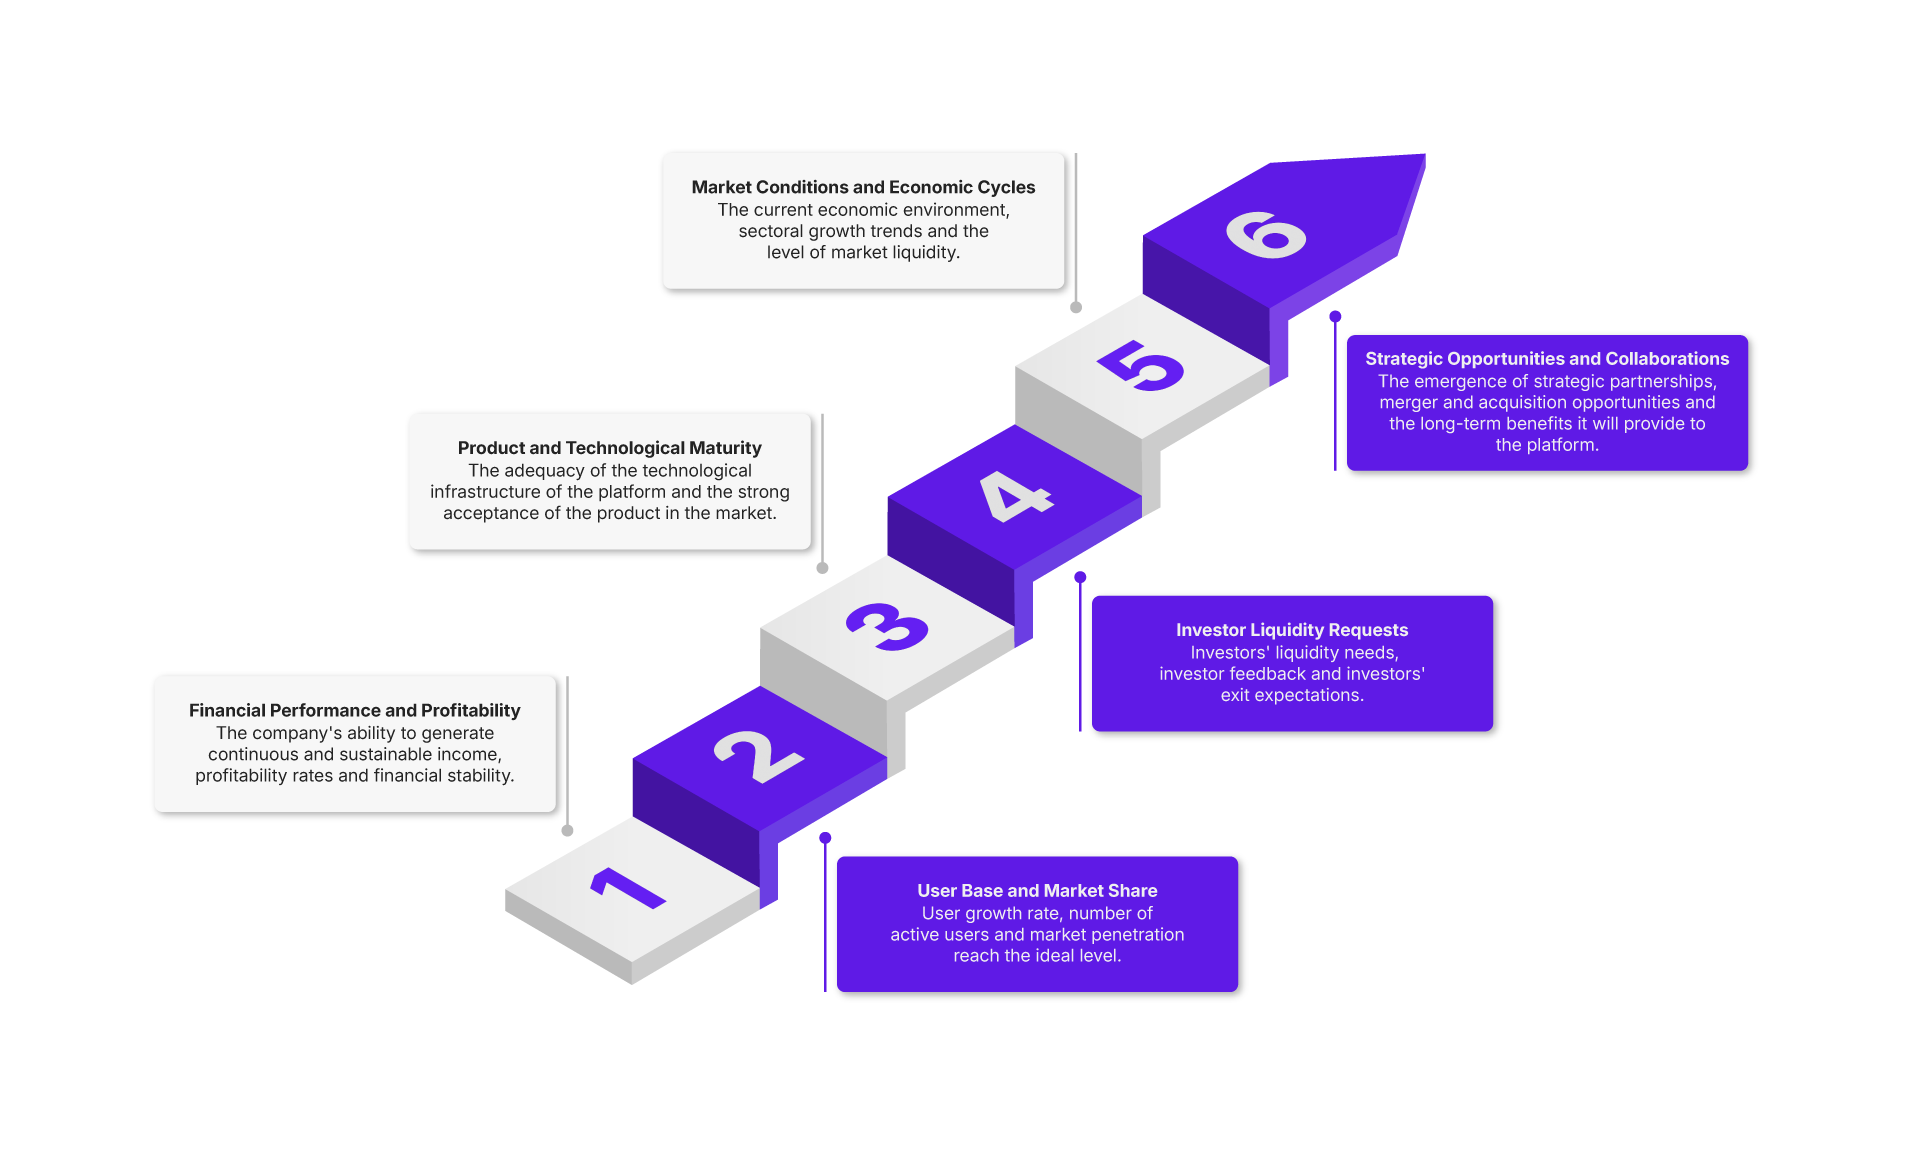 Market Conditions and Economic Cycles
The current economic environment,
sectoral growth trends and the
level of market liquidity.
6
Strategic Opportunities and Collaborations
The emergence of strategic partnerships,
merger and acquisition opportunities and
the long-term benefits it will provide to
the platform.
5
Product and Technological Maturity
The adequacy of the technological
infrastructure of the platform and the strong
acceptance of the product in the market.
4
Investor Liquidity Requests
Investors' liquidity needs,
investor feedback and investors'
exit expectations.
3
Financial Performance and Profitability
The company's ability to generate
continuous and sustainable income,
profitability rates and financial stability.
2
User Base and Market Share
User growth rate, number of
active users and market penetration
reach the ideal level.
1